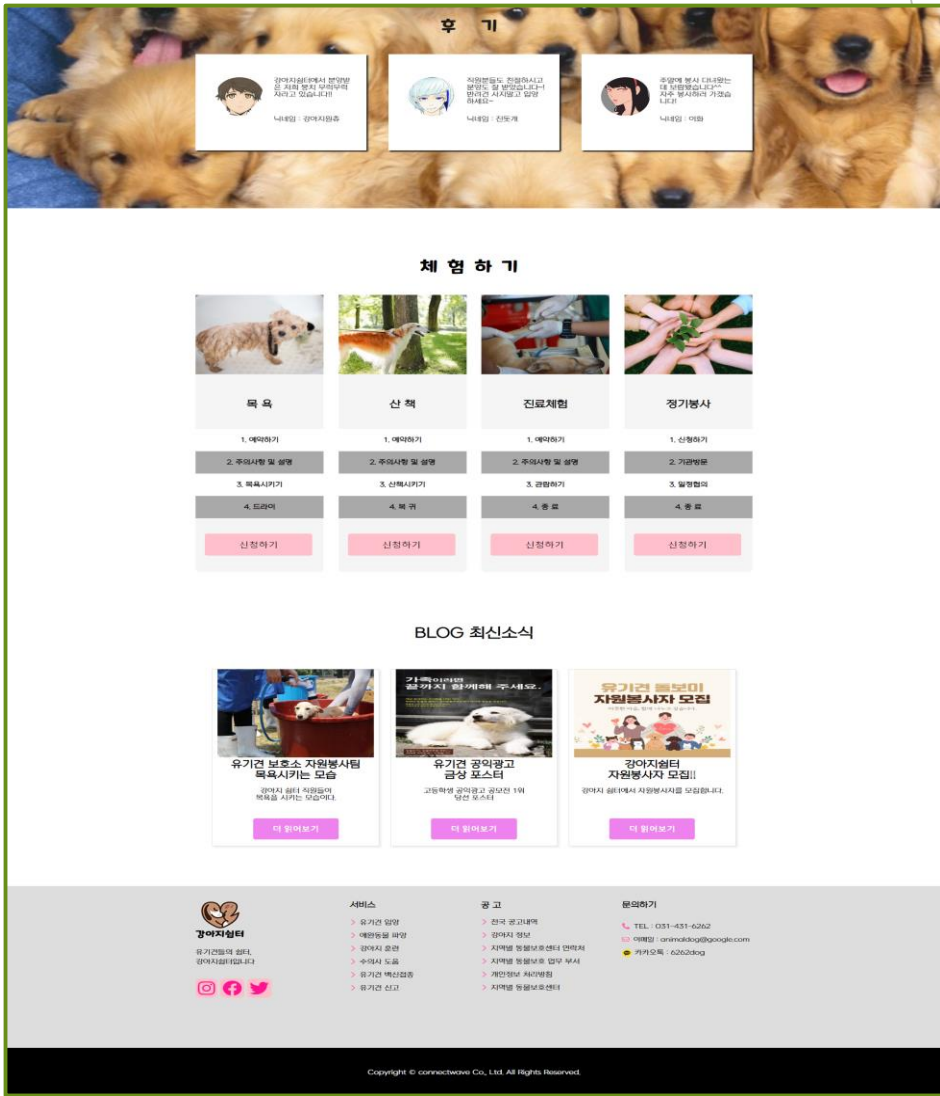 후 기
강아지쉼터에서 분양받
은 저희 뭉치 무럭무럭
자라고 있습니다!!
닉네임 : 강아지원츄
직원분들도 친절하시고
분양도 잘 받았습니다~!
반려견 사지말고 입양
하세요~
닉네임 : 진돗개
주말에 봉사 다녀왔는
데 보람됐습니다^^
자주 봉사하러 가겠습
니다!
닉네임 : 이화
체 험 하 기
목 욕
1. 예약하기
2. 주의사항 및 설명
3. 목욕시키기
4. 드라이
신청하기
산 책
1. 예약하기
2. 주의사항 및 설명
3. 산책시키기
4. 복 귀
신청하기
진료체험
1. 예약하기
2. 주의사항 및 설명
3. 관람하기
4. 종 료
신청하기
정기봉사
1. 신청하기
2. 기관방문
3. 일정협의
4. 종 료
신청하기
BLOG 최신소식
유기견 보호소 자원봉사팀
목욕시키는 모습
강아지 쉼터 직원들이
목욕을 시키는 모습이다.
더 읽어보기
가족이라면
끝까지 함께해 주세요.
유기견 공익광고
금상 포스터
고등학생 공익광고 공모전 1위
당선 포스터
더 읽어보기
유기견 돌보미
자원봉사자 모집
강아지쉼터
자원봉사자 모집!!
강아지 쉼터에서 자원봉사자를 모집합니다.
더 읽어보기
강아지쉼터
유기견들의 쉼터,
강아지쉼터입니다
서비스
유기견 입양
애완동물 파양
강아지 훈련
수의사 도움
유기견 백신접종
유기견 신고
공 고
전국 공고내역
강아지 정보
지역별 동물보호센터 연락처
지역별 동물보호 업무 부서
개인정보 처리방침
지역별 동물보호센터
문의하기
TEL : 031-431-6262
이메일 : animaldog@google.com
카카오톡 : 6262dog
Copyright © connectwave Co., Ltd. All Rights Reserved.